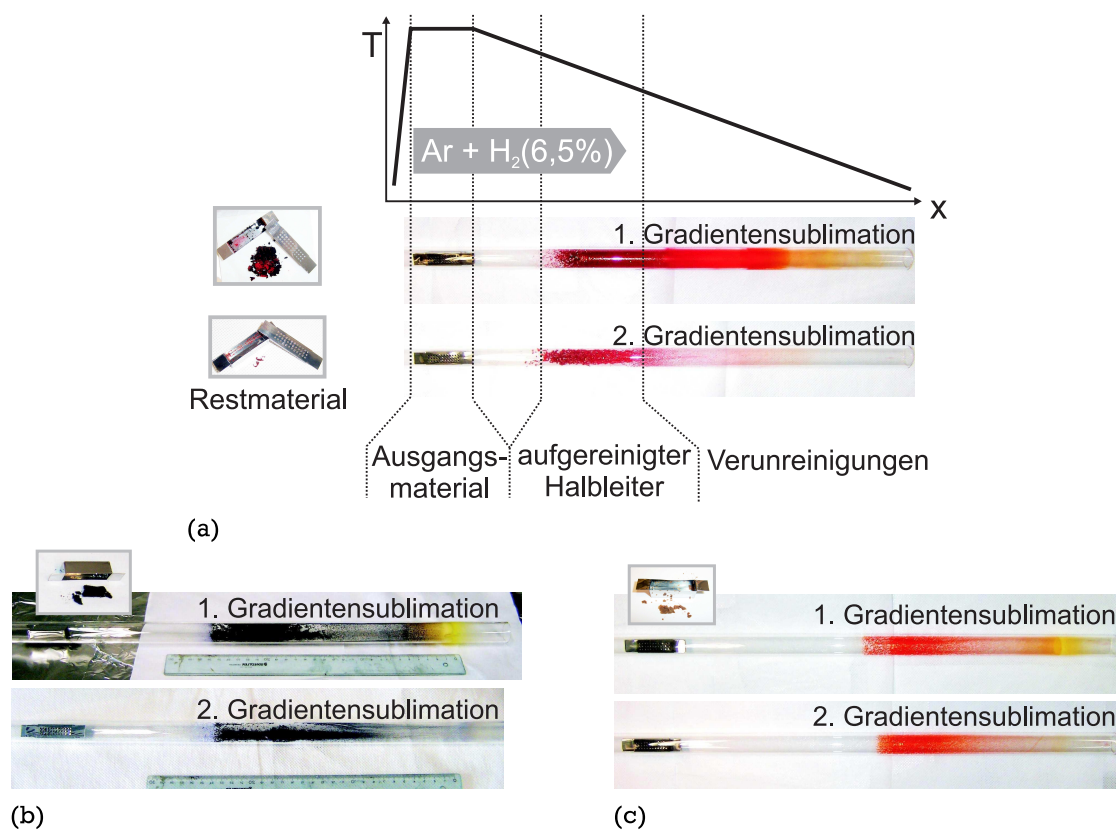 T
Ar + H₂(6,5%)
x
1. Gradientensublimation
2. Gradientensublimation
Restmaterial
Ausgangs-
material
aufgereinigter
Halbleiter
Verunreinigungen
(a)
1. Gradientensublimation
2. Gradientensublimation
(b)
1. Gradientensublimation
2. Gradientensublimation
(c)